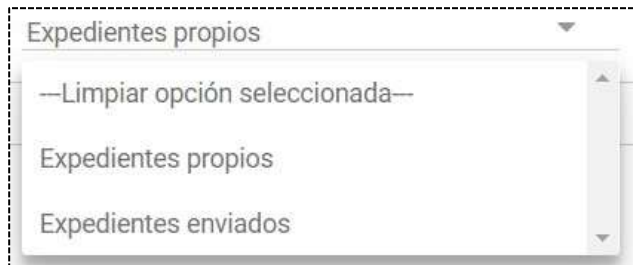 Expedientes propios
---Limpiar opción seleccionada---
Expedientes propios
Expedientes enviados